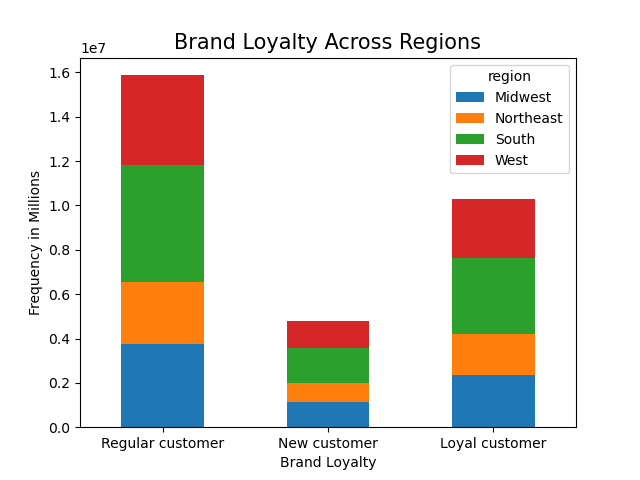 Brand Loyalty Across Regions
1e7
1.6
1.4
1.2
1.0
0.8
0.6
0.4
0.2
0.0
Frequency in Millions
region
Midwest
Northeast
South
West
Regular customer
New customer
Loyal customer
Brand Loyalty